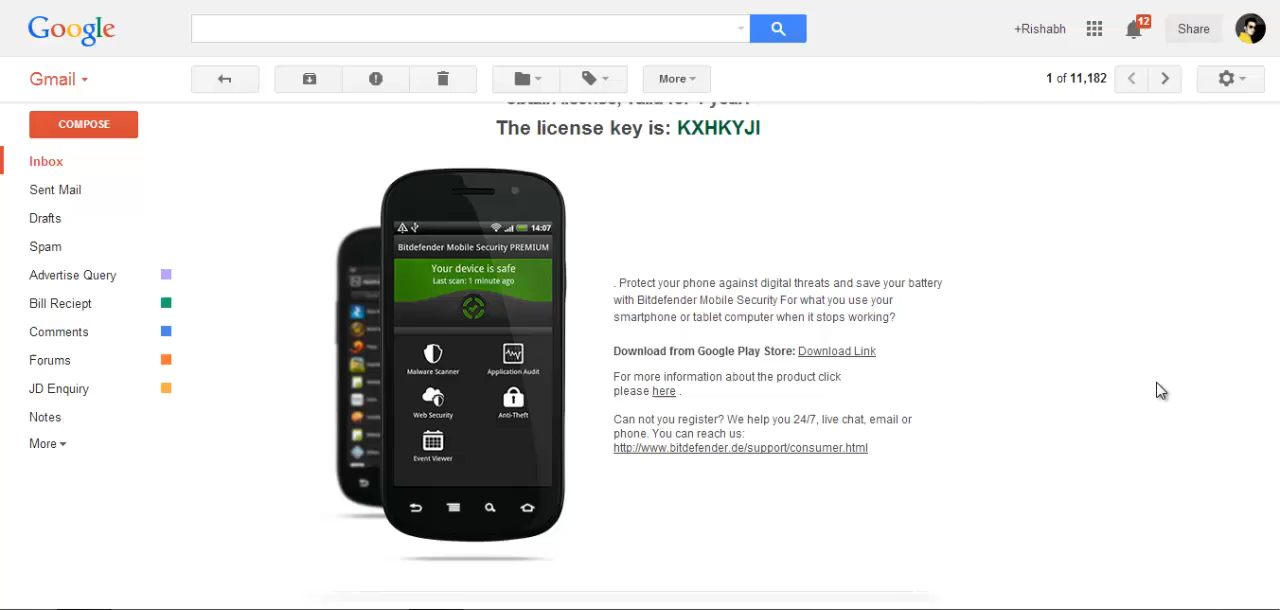 Google
+Rishabh
12
Share
Gmail
More
1 of 11,182
COMPOSE
Inbox
Sent Mail
Drafts
Spam
Advertise Query
Bill Reciept
Comments
Forums
JD Enquiry
Notes
More
The license key is: KXHKYJI
14:07
Bitdefender Mobile Security PREMIUM
Your device is safe
Last scan: 1 minute ago
Malware Scanner
Application Audit
Web Security
Anti-Theft
Event Viewer
. Protect your phone against digital threats and save your battery
with Bitdefender Mobile Security For what you use your
smartphone or tablet computer when it stops working?
Download from Google Play Store: Download Link
For more information about the product click
please here .
Can not you register? We help you 24/7, live chat, email or
phone. You can reach us:
http://www.bitdefender.de/support/consumer.html